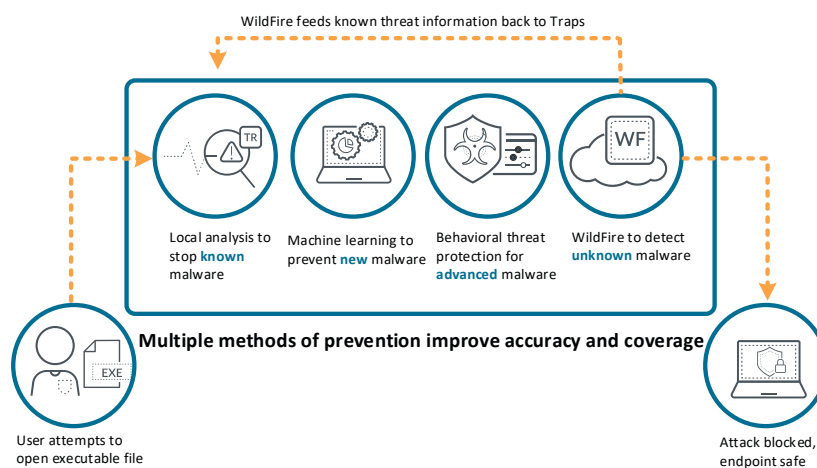 WildFire feeds known threat information back to Traps
TR
WF
Local analysis to
stop known
malware
Machine learning to
prevent new malware
Behavioral threat
protection for
advanced malware
WildFire to detect
unknown malware
Multiple methods of prevention improve accuracy and coverage
EXE
User attempts to
open executable file
Attack blocked,
endpoint safe